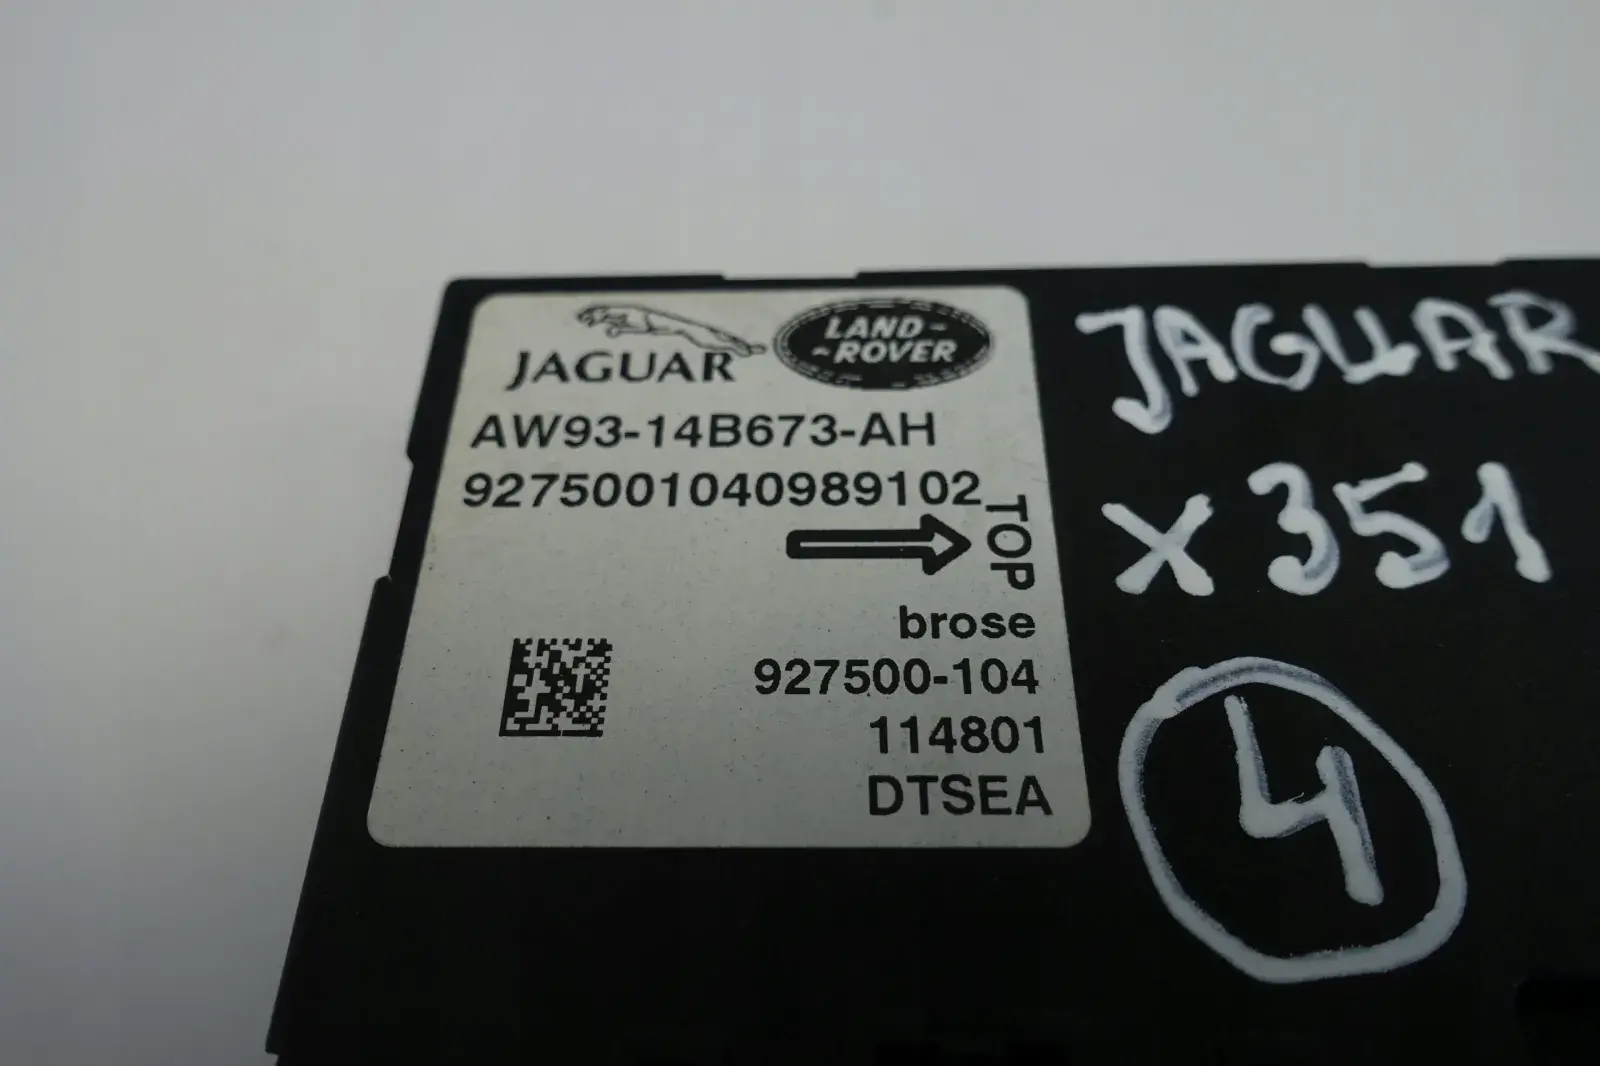 JAGUAR
LAND-
-ROVER
AW93-14B673-AH
9275001040989102
TOP
brose
927500-104
114801
DTSEA
JAGUAR
X351
4